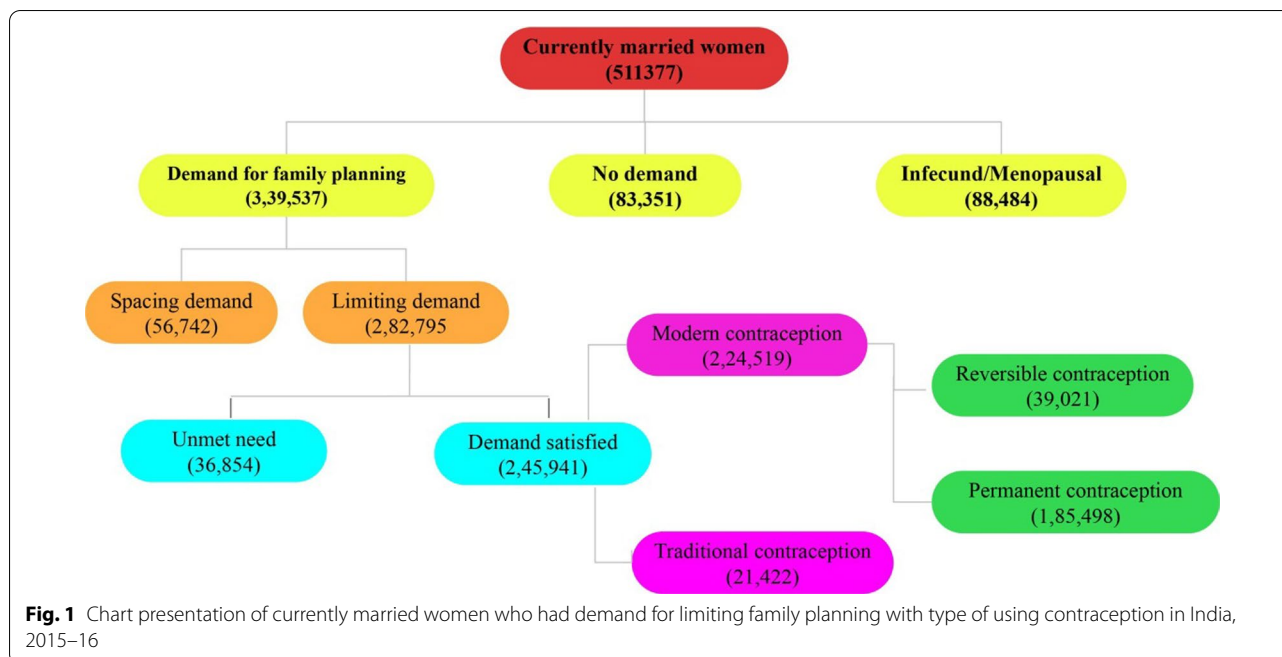 Currently married women
(511377)
Demand for family planning
(3,39,537)
No demand
(83,351)
Infecund/Menopausal
(88,484)
Spacing demand
(56,742)
Limiting demand
(2,82,795
Modern contraception
(2,24,519)
Reversible contraception
(39,021)
Unmet need
(36,854)
Demand satisfied
(2,45,941)
Permanent contraception
(1,85,498)
Traditional contraception
(21,422)
Fig. 1 Chart presentation of currently married women who had demand for limiting family planning with type of using contraception in India,
2015–16